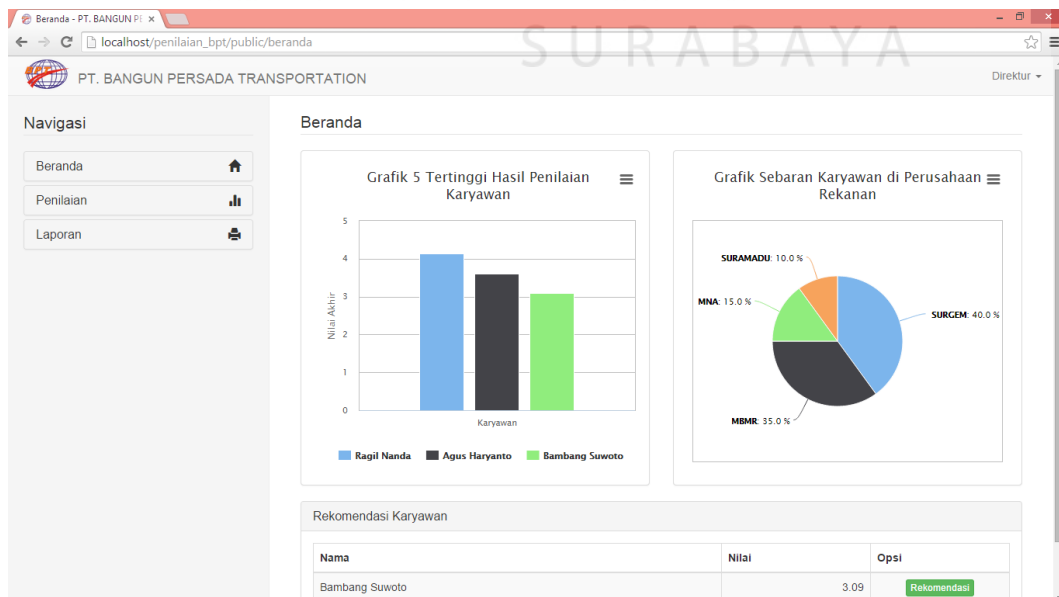 Beranda - PT. BANGUN PE
localhost/penilaian_bpt/public/beranda
SURABAYA
PT. BANGUN PERSADA TRANSPORTATION
Direktur
Navigasi
Beranda
Penilaian
Laporan
Beranda
Grafik 5 Tertinggi Hasil Penilaian
Karyawan
5
4
3
2
1
0
Nilai Akhir
Karyawan
Ragil Nanda Agus Haryanto Bambang Suwoto
Grafik Sebaran Karyawan di Perusahaan
Rekanan
SURAMADU: 10.0 %
MNA: 15.0 %
SURGEM: 40.0 %
MBMR: 35.0 %
Rekomendasi Karyawan
Nama Nilai Opsi
Bambang Suwoto 3.09 Rekomendasi